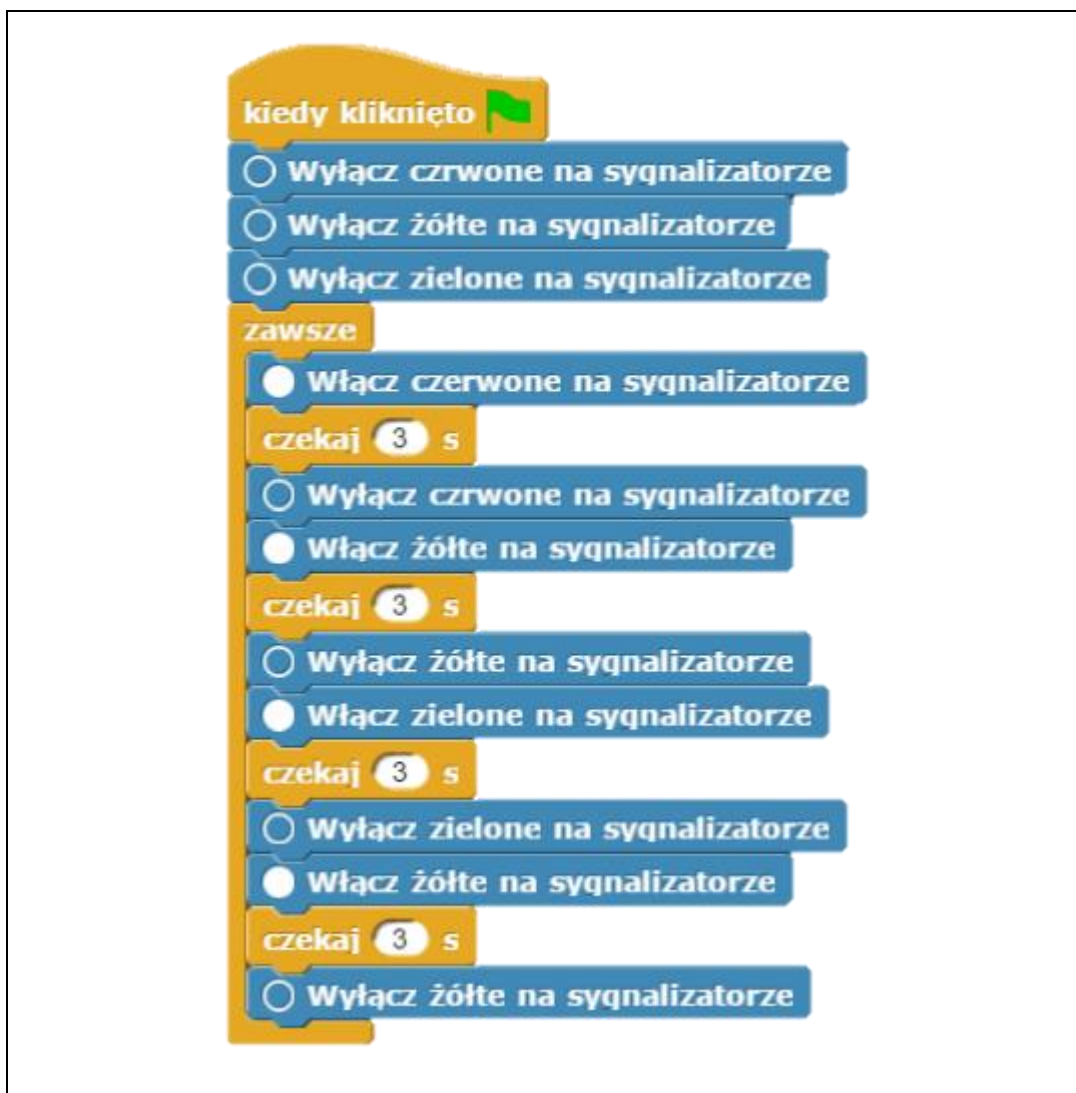 kiedy kliknięto
Wyłącz czrwone na sygnalizatorze
Wyłącz żółte na sygnalizatorze
Wyłącz zielone na sygnalizatorze
zawsze
Włącz czerwone na sygnalizatorze
czekaj 3 s
Wyłącz czrwone na sygnalizatorze
Włącz żółte na sygnalizatorze
czekaj 3 s
Wyłącz żółte na sygnalizatorze
Włącz zielone na sygnalizatorze
czekaj 3 s
Wyłącz zielone na sygnalizatorze
Włącz żółte na sygnalizatorze
czekaj 3 s
Wyłącz żółte na sygnalizatorze